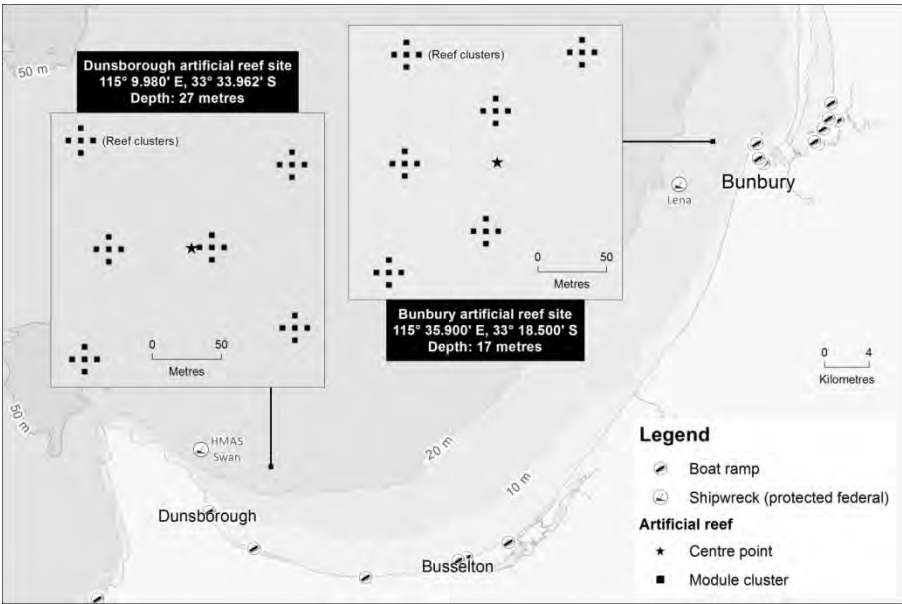 50 m
Dunsborough artificial reef site
115° 9.980' E, 33° 33.962' S
Depth: 27 metres
(Reef clusters)
0 50
Metres
(Reef clusters)
0 50
Metres
Bunbury artificial reef site
115° 35.900' E, 33° 18.500' S
Depth: 17 metres
Bunbury
Lena
0 4
Kilometres
50 m
HMAS
Swan
20 m
10 m
Dunsborough
Busselton
Legend
Boat ramp
Shipwreck (protected federal)
Artificial reef
Centre point
Module cluster